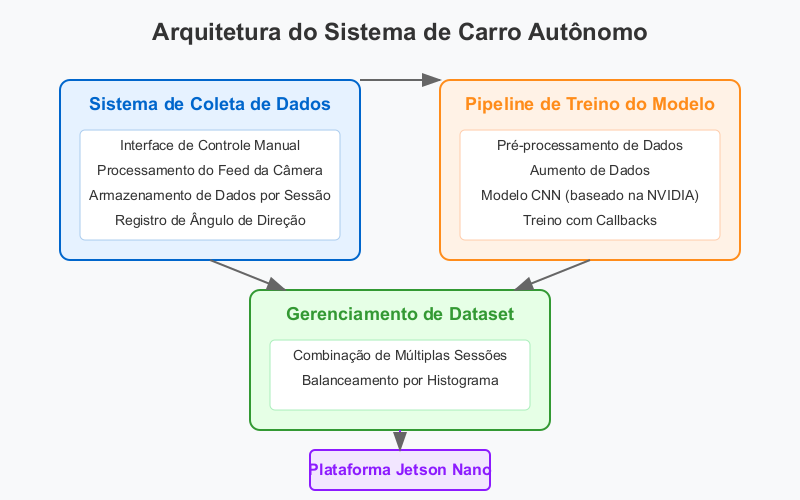 Arquitetura do Sistema de Carro Autônomo
Sistema de Coleta de Dados
Interface de Controle Manual
Processamento do Feed da Câmera
Armazenamento de Dados por Sessão
Registro de Ângulo de Direção
Pipeline de Treino do Modelo
Pré-processamento de Dados
Aumento de Dados
Modelo CNN (baseado na NVIDIA)
Treino com Callbacks
Gerenciamento de Dataset
Combinação de Múltiplas Sessões
Balanceamento por Histograma
Plataforma Jetson Nano